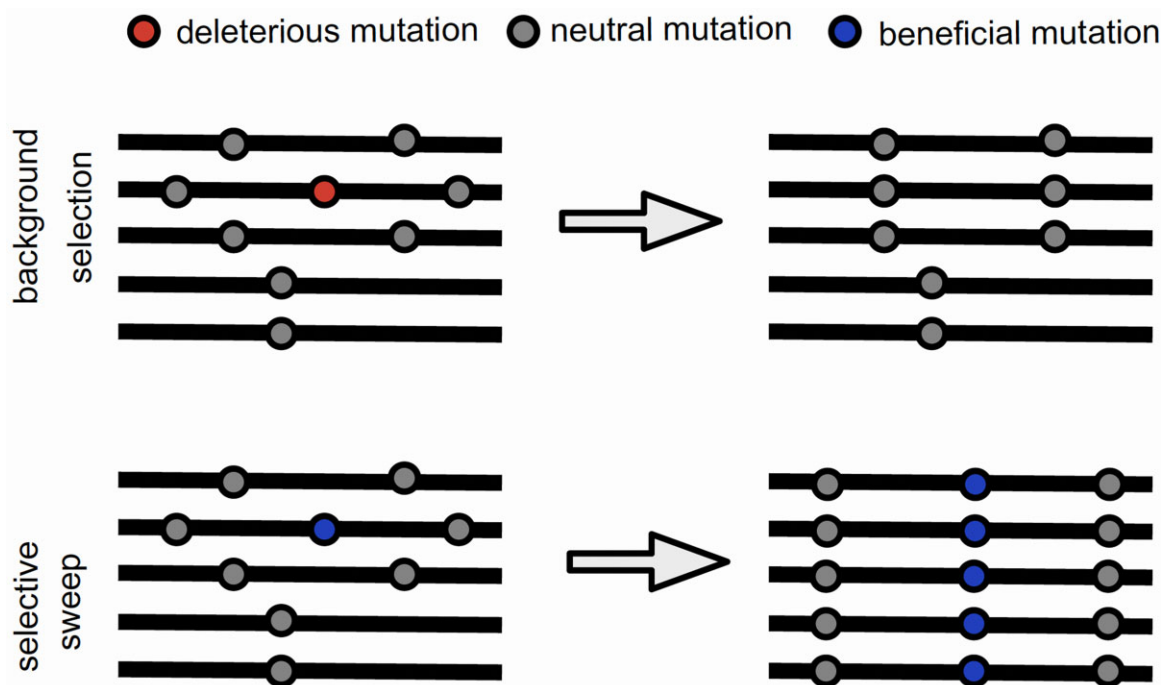 deleterious mutation neutral mutation beneficial mutation
background
selection
selective
sweep